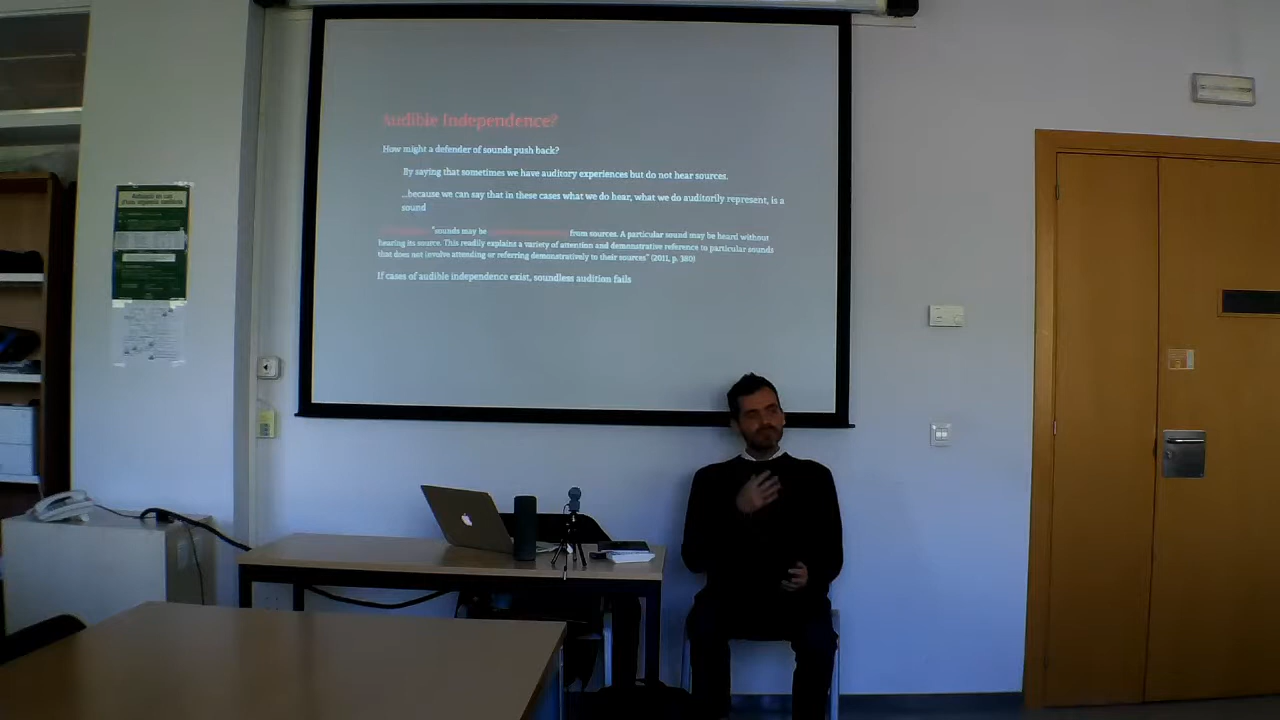 Audible Independence?
How might a defender of sounds push back?
By saying that sometimes we have auditory experiences but do not hear sources.
...because we can say that in these cases what we do hear, what we do auditorily represent, is a
sound
"sounds may be from sources. A particular sound may be heard without
hearing its source. This readily explains a variety of attention and demonstrative reference to particular sounds
that does not involve attending or referring demonstratively to their sources" (2011, p. 380)
If cases of audible independence exist, soundless audition fails